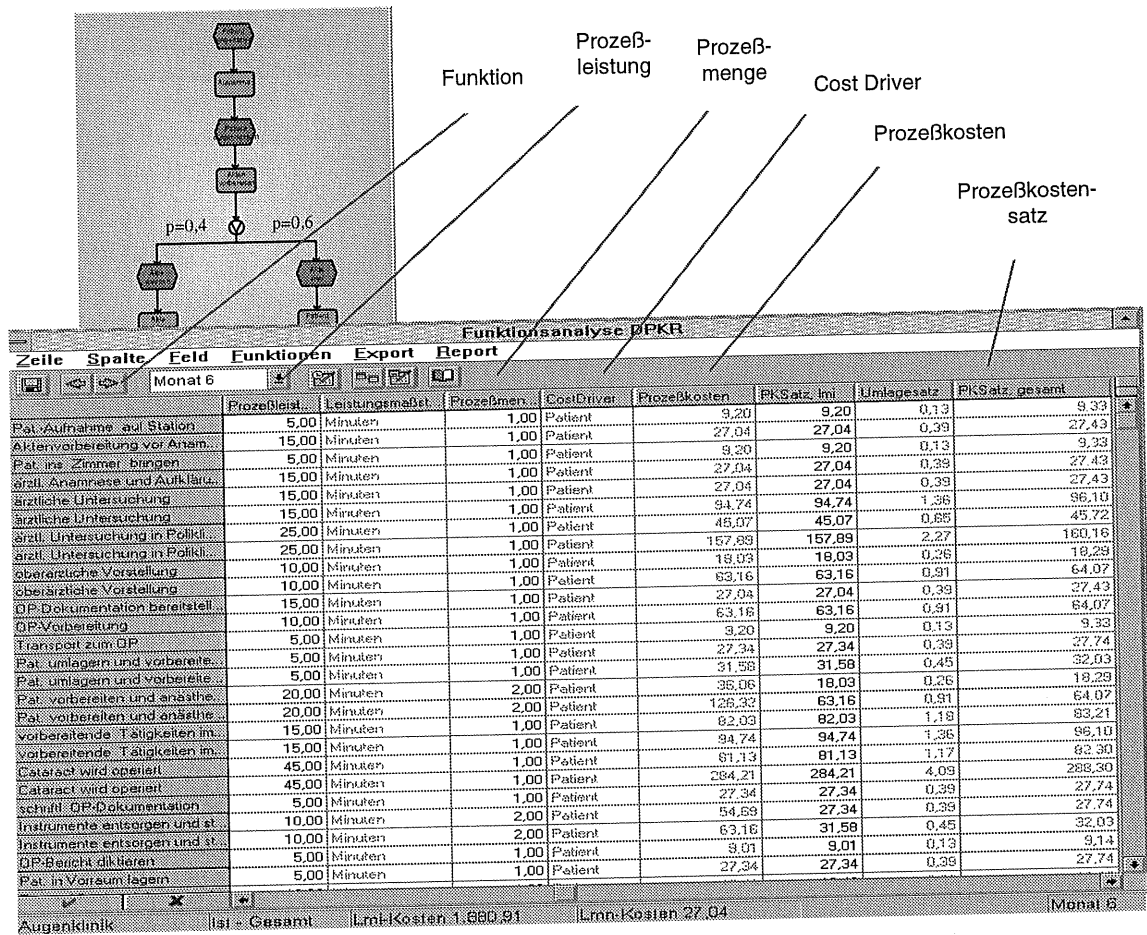 Prozeß-
leistung
Prozeß-
menge
Funktion
Cost Driver
Prozeßkosten
Prozeßkosten-
satz
p=0,4 p=0,6
Funktionsanalyse DPKR
Zeile Spalte Feld Funktionen Export Report
Monat 6
Prozeßleist. Leistungsmaßst. Prozeßmen... CostDriver Prozeßkosten PKSatz, lmi Umlagesatz PKSatz, gesamt
Pat.-Aufnahme auf Station 5,00 Minuten 1,00 Patient 9,20 9,20 0,13 9,33
Aktenvorbereitung vor Anam.. 15,00 Minuten 1,00 Patient 27,04 27,04 0,39 27,43
Pat. ins Zimmer bringen 5,00 Minuten 1,00 Patient 9,20 9,20 0,13 9,33
ärztl. Anamnese und Aufkläru... 15,00 Minuten 1,00 Patient 27,04 27,04 0,39 27,43
ärztliche Untersuchung 15,00 Minuten 1,00 Patient 27,04 27,04 0,39 27,43
ärztliche Untersuchung 15,00 Minuten 1,00 Patient 94,74 94,74 1,36 96,10
ärztl. Untersuchung in Polikli... 25,00 Minuten 1,00 Patient 45,07 45,07 0,65 45,72
ärztl. Untersuchung in Polikli... 25,00 Minuten 1,00 Patient 157,89 157,89 2,27 160,16
oberärztliche Vorstellung 10,00 Minuten 1,00 Patient 18,03 18,03 0,26 18,29
oberärztliche Vorstellung 10,00 Minuten 1,00 Patient 63,16 63,16 0,91 64,07
OP-Dokumentation bereitstell... 15,00 Minuten 1,00 Patient 27,04 27,04 0,39 27,43
OP-Vorbereitung 10,00 Minuten 1,00 Patient 63,16 63,16 0,91 64,07
Transport zum OP 5,00 Minuten 1,00 Patient 9,20 9,20 0,13 9,33
Pat. umlagern und vorbereite... 5,00 Minuten 1,00 Patient 27,34 27,34 0,39 27,74
Pat. umlagern und vorbereite... 5,00 Minuten 1,00 Patient 31,58 31,58 0,45 32,03
Pat. vorbereiten und anästhe... 20,00 Minuten 2,00 Patient 36,06 18,03 0,26 18,29
Pat. vorbereiten und anästhe... 20,00 Minuten 2,00 Patient 126,32 63,16 0,91 64,07
vorbereitende Tätigkeiten im.. 15,00 Minuten 1,00 Patient 82,03 82,03 1,18 83,21
vorbereitende Tätigkeiten im.. 15,00 Minuten 1,00 Patient 94,74 94,74 1,36 96,10
Cataract wird operiert 45,00 Minuten 1,00 Patient 81,13 81,13 1,17 82,30
Cataract wird operiert 45,00 Minuten 1,00 Patient 284,21 284,21 4,09 288,30
schriftl. OP-Dokumentation 5,00 Minuten 1,00 Patient 27,34 27,34 0,39 27,74
Instrumente entsorgen und st... 10,00 Minuten 2,00 Patient 54,69 27,34 0,39 27,74
Instrumente entsorgen und st... 10,00 Minuten 2,00 Patient 63,16 31,58 0,45 32,03
OP-Bericht diktieren 5,00 Minuten 1,00 Patient 9,01 9,01 0,13 9,14
Pat. in Vorraum lagern 5,00 Minuten 1,00 Patient 27,34 27,34 0,39 27,74
Augenklinik Ist - Gesamt Lmi-Kosten 1.680,91 Lmn-Kosten 27,04 Monat 6